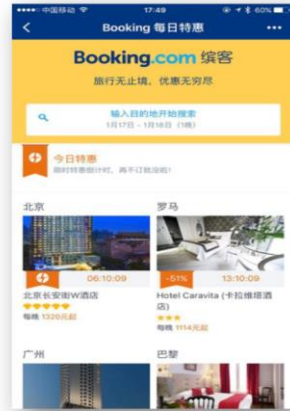 中国移动
17:49
60%
Booking 每日特惠
Booking.com 缤客
旅行无止境，优惠无穷尽
输入目的地开始搜索
1月17日 - 1月18日 (1晚)
今日特惠
限时特惠倒计时，再不订就没啦!
北京
罗马
06:10:09
-51%
13:10:09
北京长安街W酒店
Hotel Caravita (卡拉维塔酒
店)
每晚 1320元起
每晚 1114元起
广州
巴黎